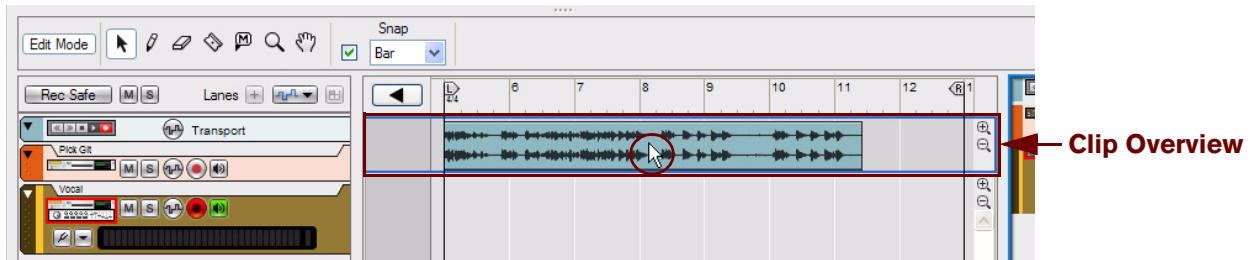 Snap
Edit Mode M Bar
Rec Safe M S Lanes L 4/4 6 7 8 9 10 11 12 R 1
Transport
Pick Git
M S
Clip Overview
Vocal
M S